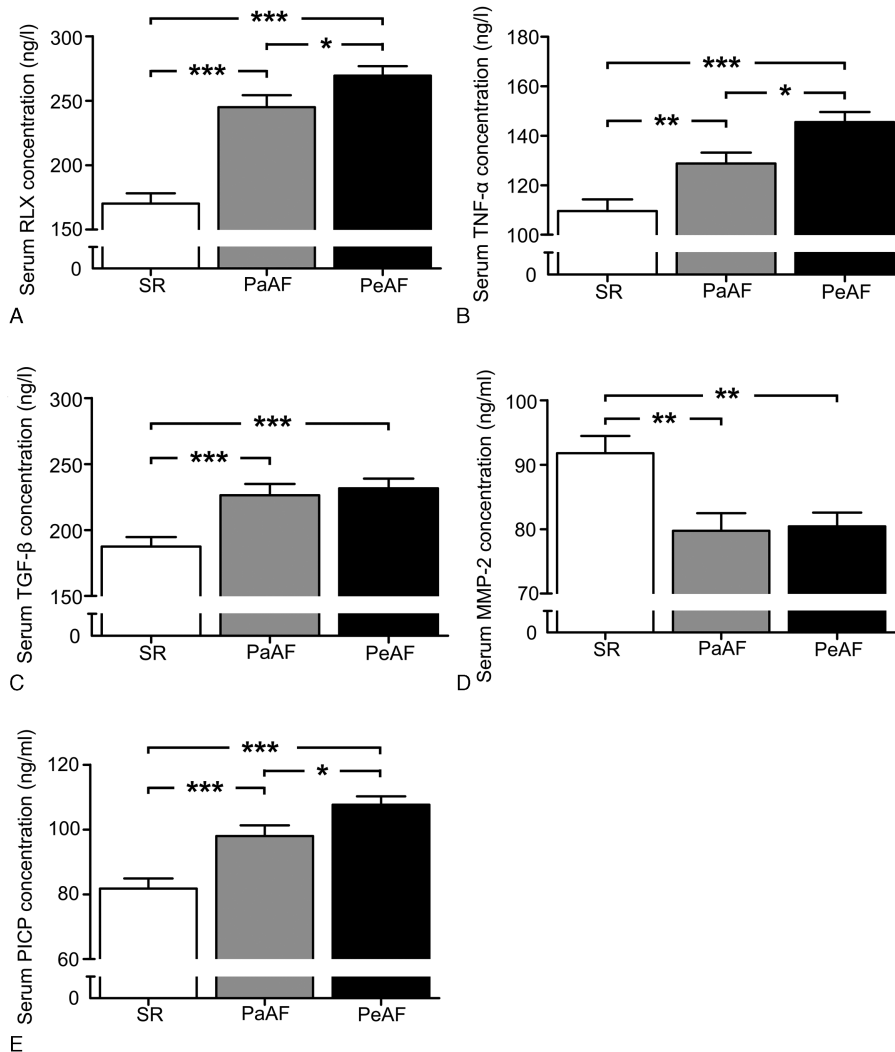 A
Serum RLX concentration (ng/l)
300
250
200
150
0
***
***
*
SR PaAF PeAF
B
Serum TNF-α concentration (ng/l)
180
160
140
120
100
0
***
**
*
SR PaAF PeAF
C
Serum TGF-β concentration (ng/l)
300
250
200
150
0
***
***
SR PaAF PeAF
D
Serum MMP-2 concentration (ng/ml)
100
90
80
70
0
**
**
SR PaAF PeAF
E
Serum PICP concentration (ng/ml)
120
100
80
60
0
***
***
*
SR PaAF PeAF